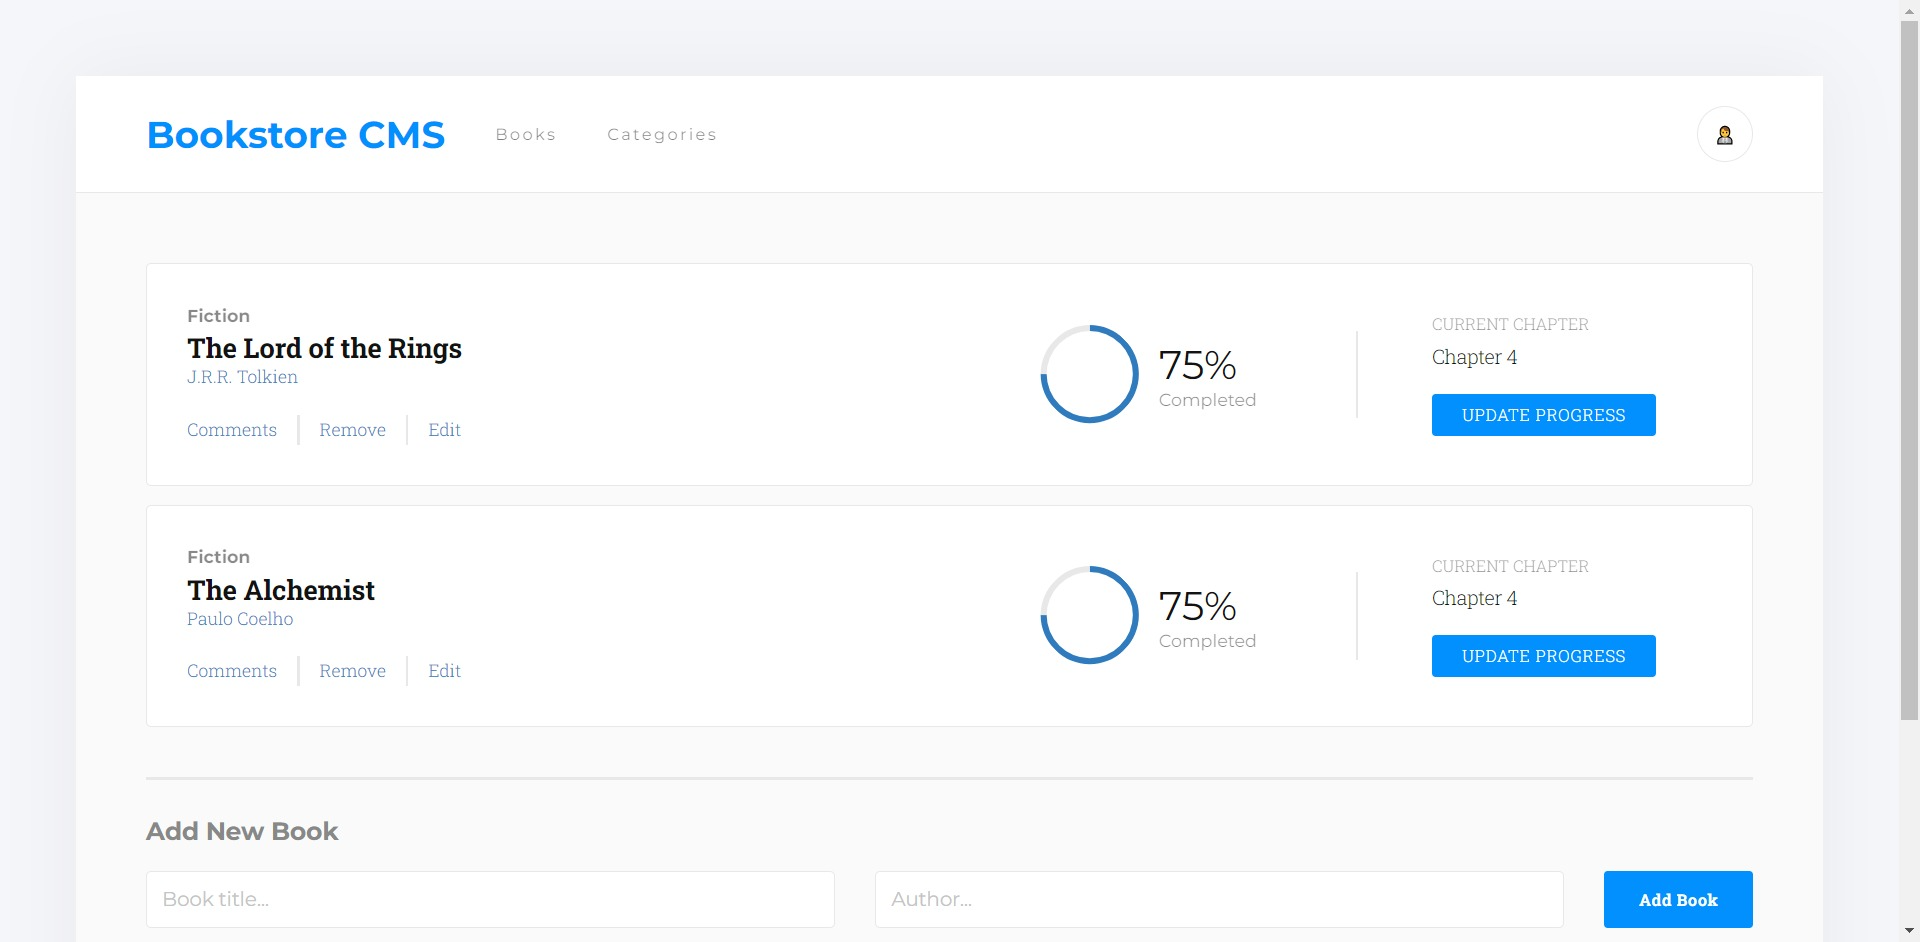 Bookstore CMS Books Categories
Fiction
The Lord of the Rings
J.R.R. Tolkien
Comments Remove Edit
75%
Completed
CURRENT CHAPTER
Chapter 4
UPDATE PROGRESS
Fiction
The Alchemist
Paulo Coelho
Comments Remove Edit
75%
Completed
CURRENT CHAPTER
Chapter 4
UPDATE PROGRESS
Add New Book
Book title... Author... Add Book